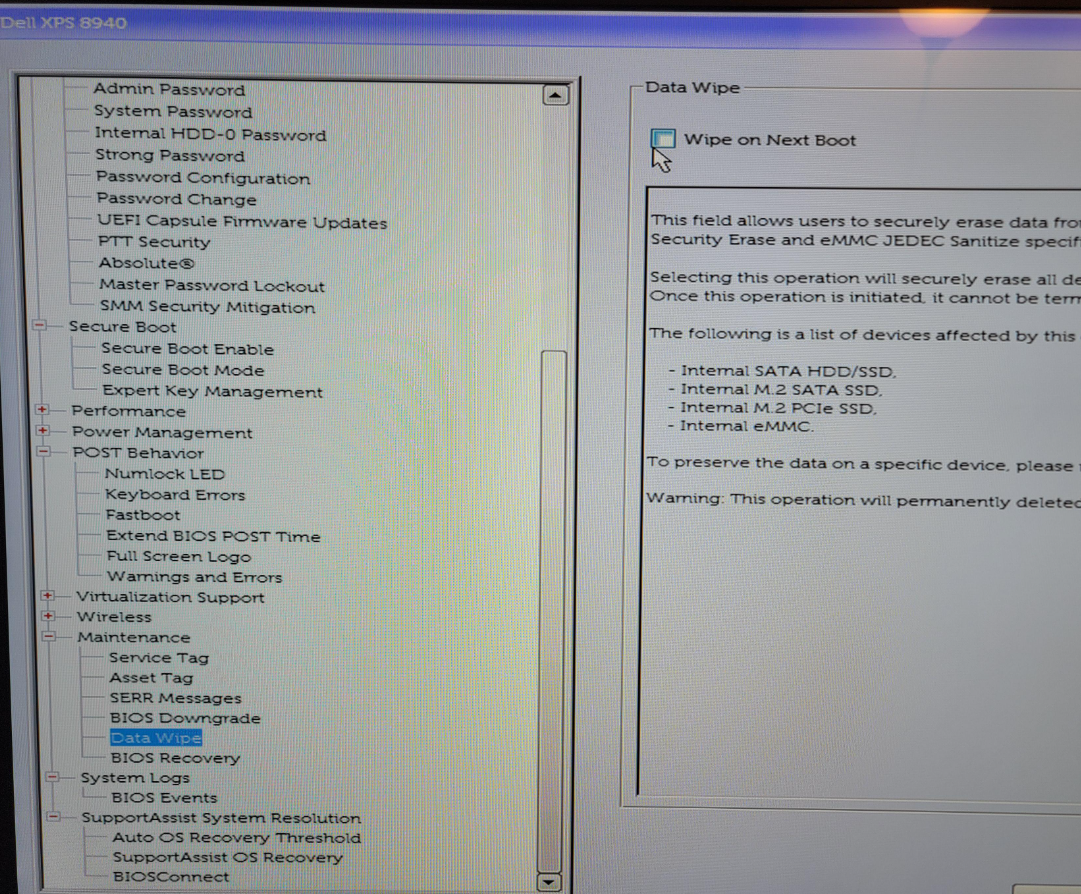 Dell XPS 8940
Admin Password
System Password
Internal HDD-0 Password
Strong Password
Password Configuration
Password Change
UEFI Capsule Firmware Updates
PTT Security
Absolute®
Master Password Lockout
SMM Security Mitigation
Secure Boot
Secure Boot Enable
Secure Boot Mode
Expert Key Management
Performance
Power Management
POST Behavior
Numlock LED
Keyboard Errors
Fastboot
Extend BIOS POST Time
Full Screen Logo
Warnings and Errors
Virtualization Support
Wireless
Maintenance
Service Tag
Asset Tag
SERR Messages
BIOS Downgrade
Data Wipe
BIOS Recovery
System Logs
BIOS Events
SupportAssist System Resolution
Auto OS Recovery Threshold
SupportAssist OS Recovery
BIOSConnect
Data Wipe
Wipe on Next Boot
This field allows users to securely erase data fro
Security Erase and eMMC JEDEC Sanitize specif
Selecting this operation will securely erase all de
Once this operation is initiated, it cannot be term
The following is a list of devices affected by this
- Internal SATA HDD/SSD,
- Internal M.2 SATA SSD,
- Internal M.2 PCIe SSD,
- Internal eMMC.
To preserve the data on a specific device, please
Warning: This operation will permanently deleted